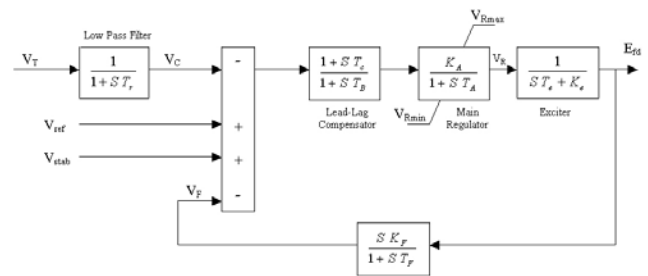 Low Pass Filter
V_T
1
1 + S T_r
V_C
-
V_ref
+
V_stab
+
V_F
-
1 + S T_c
1 + S T_B
Lead-Lag
Compensator
V_Rmax
K_A
1 + S T_A
V_Rmin
Main
Regulator
V_R
1
S T_e + K_e
Exciter
E_fd
S K_F
1 + S T_F